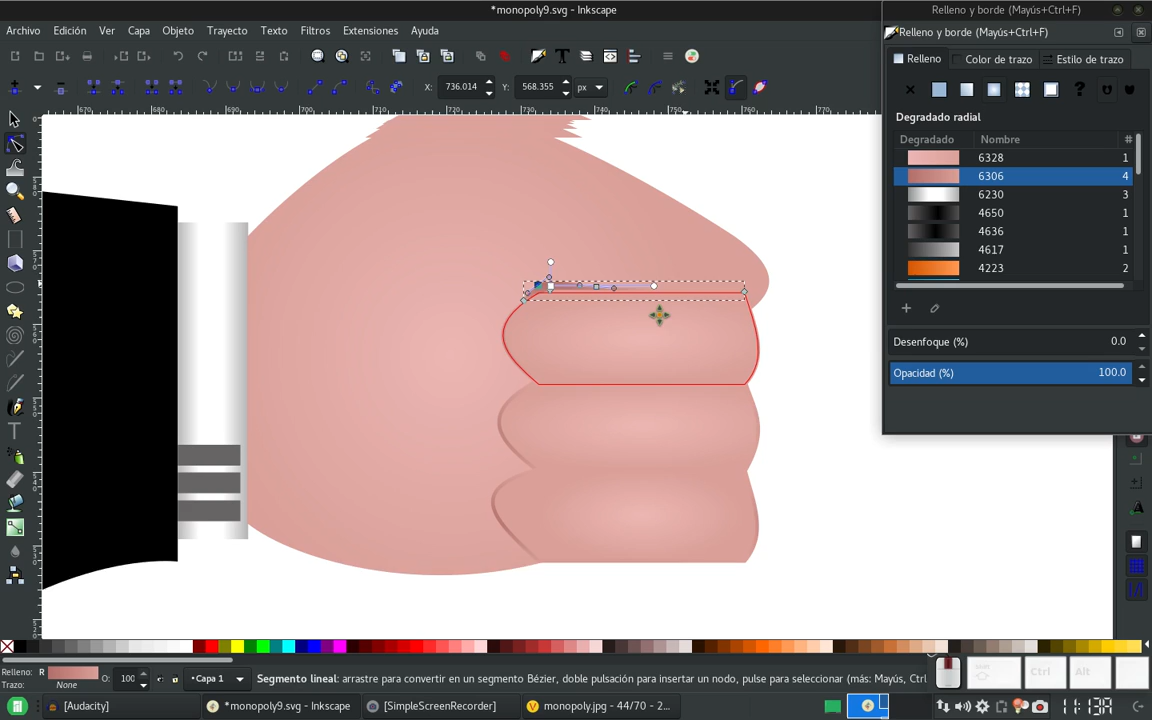 *monopoly9.svg - Inkscape
Relleno y borde (Mayús+Ctrl+F)
Archivo Edición Ver Capa Objeto Trayecto Texto Filtros Extensiones Ayuda
Relleno y borde (Mayús+Ctrl+F)
Relleno Color de trazo Estilo de trazo
X: 736.014 Y: 568.355 px
Degradado radial
Degradado Nombre #
6328 1
6306 4
6230 3
4650 1
4636 1
4617 1
4223 2
Desenfoque (%) 0.0
Opacidad (%) 100.0
Relleno: R
Trazo: None
O: 100
•Capa 1
Segmento lineal: arrastre para convertir en un segmento Bézier, doble pulsación para insertar un nodo, pulse para seleccionar (más: Mayús, Ctrl
Ctrl Alt
[Audacity] *monopoly9.svg - Inkscape [SimpleScreenRecorder] monopoly.jpg - 44/70 - 2...